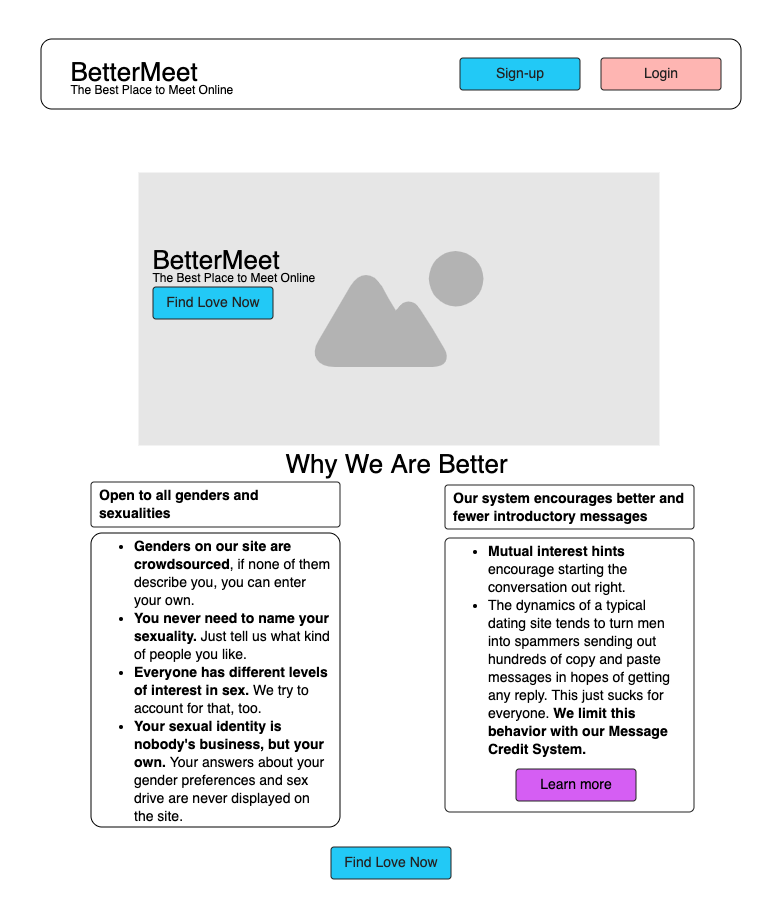 BetterMeet
The Best Place to Meet Online
Sign-up
Login
BetterMeet
The Best Place to Meet Online
Find Love Now
Why We Are Better
Open to all genders and
sexualities
• Genders on our site are
crowdsourced, if none of them
describe you, you can enter
your own.
• You never need to name your
sexuality. Just tell us what kind
of people you like.
• Everyone has different levels
of interest in sex. We try to
account for that, too.
• Your sexual identity is
nobody's business, but your
own. Your answers about your
gender preferences and sex
drive are never displayed on
the site.
Our system encourages better and
fewer introductory messages
• Mutual interest hints
encourage starting the
conversation out right.
• The dynamics of a typical
dating site tends to turn men
into spammers sending out
hundreds of copy and paste
messages in hopes of getting
any reply. This just sucks for
everyone. We limit this
behavior with our Message
Credit System.
Learn more
Find Love Now